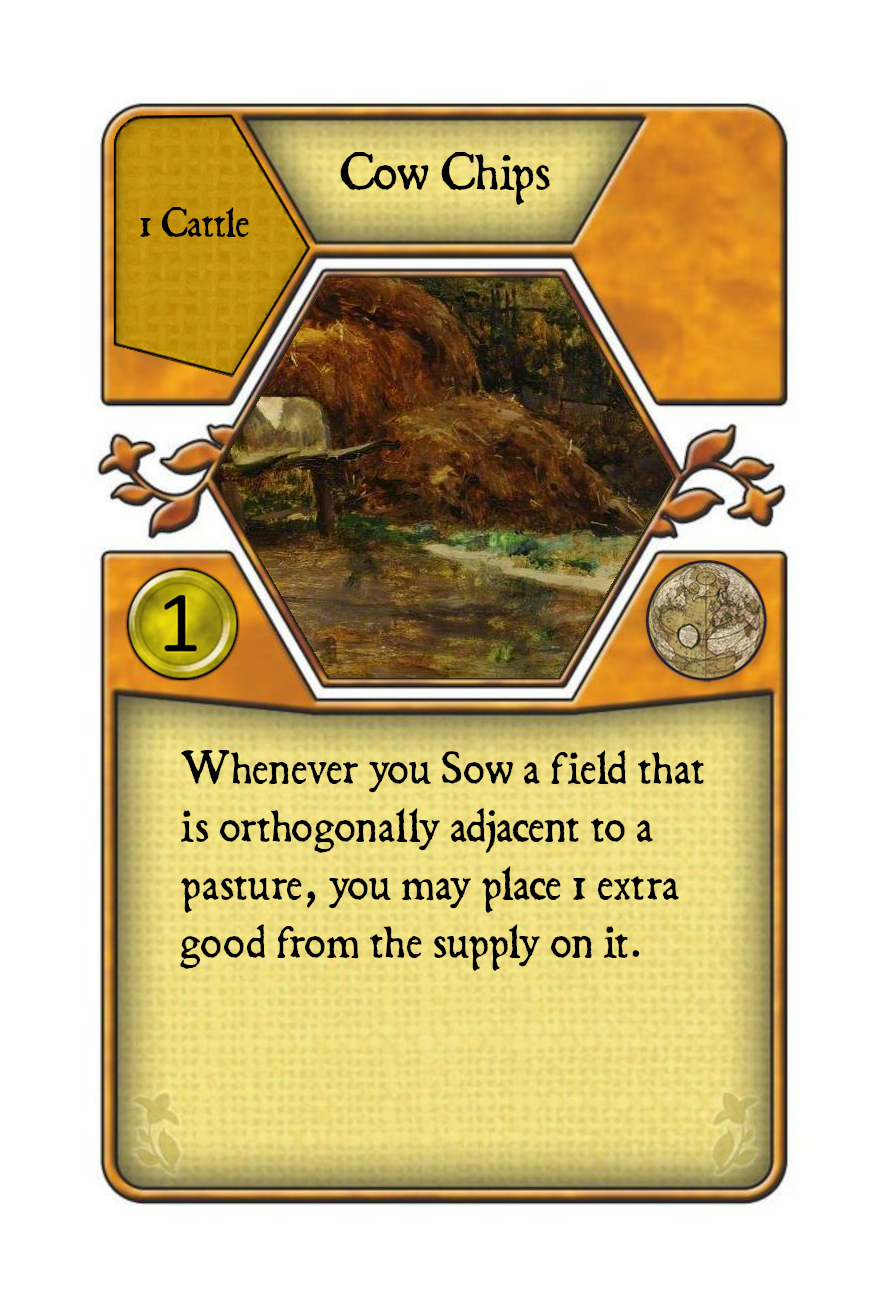 Cow Chips
1 Cattle
1
Whenever you Sow a field that
is orthogonally adjacent to a
pasture, you may place 1 extra
good from the supply on it.